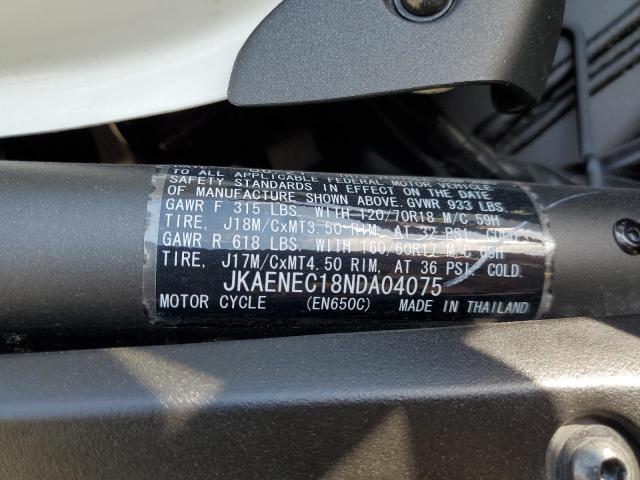 TO ALL APPLICABLE FEDERAL MOTOR VEHICLE
SAFETY STANDARDS IN EFFECT ON THE DATE
OF MANUFACTURE SHOWN ABOVE. GVWR 933 LBS.
GAWR F 315 LBS. WITH 120/70R18 M/C 59H
TIRE, J18M/CxMT3.50 RIM, AT 32 PSI, COLD.
GAWR R 618 LBS. WITH 160/60R17 M/C
TIRE, J17M/CxMT4.50 RIM, AT 36 PSI, COLD.
JKAENEC18NDA04075
MOTOR CYCLE (EN650C) MADE IN THAILAND